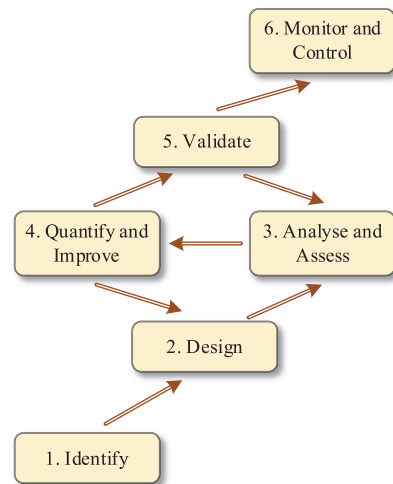 6. Monitor and
Control
5. Validate
4. Quantify and
Improve
3. Analyse and
Assess
2. Design
1. Identify